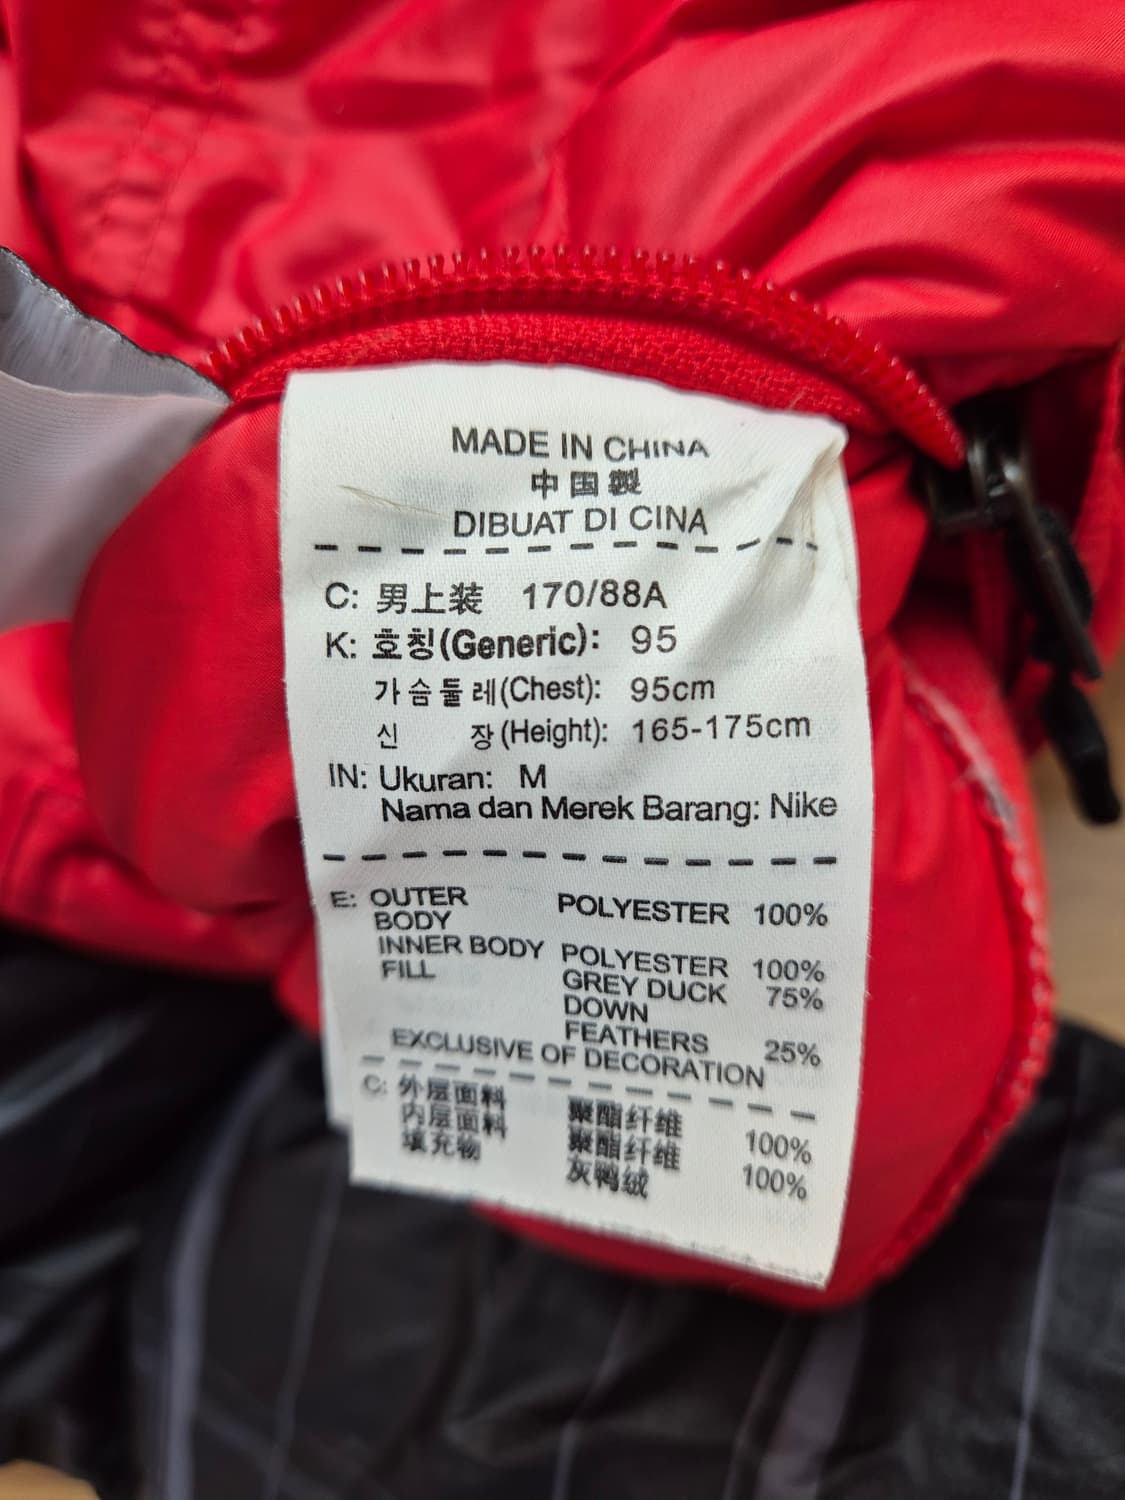 MADE IN CHINA
中国製
DIBUAT DI CINA
C: 男上装 170/88A
K: 호칭(Generic): 95
가슴둘레(Chest): 95cm
신 장(Height): 165-175cm
IN: Ukuran: M
Nama dan Merek Barang: Nike
E: OUTER BODY POLYESTER 100%
INNER BODY POLYESTER 100%
FILL GREY DUCK DOWN 75%
FEATHERS 25%
EXCLUSIVE OF DECORATION
C: 外层面料 聚酯纤维 100%
内层面料 聚酯纤维 100%
填充物 灰鸭绒